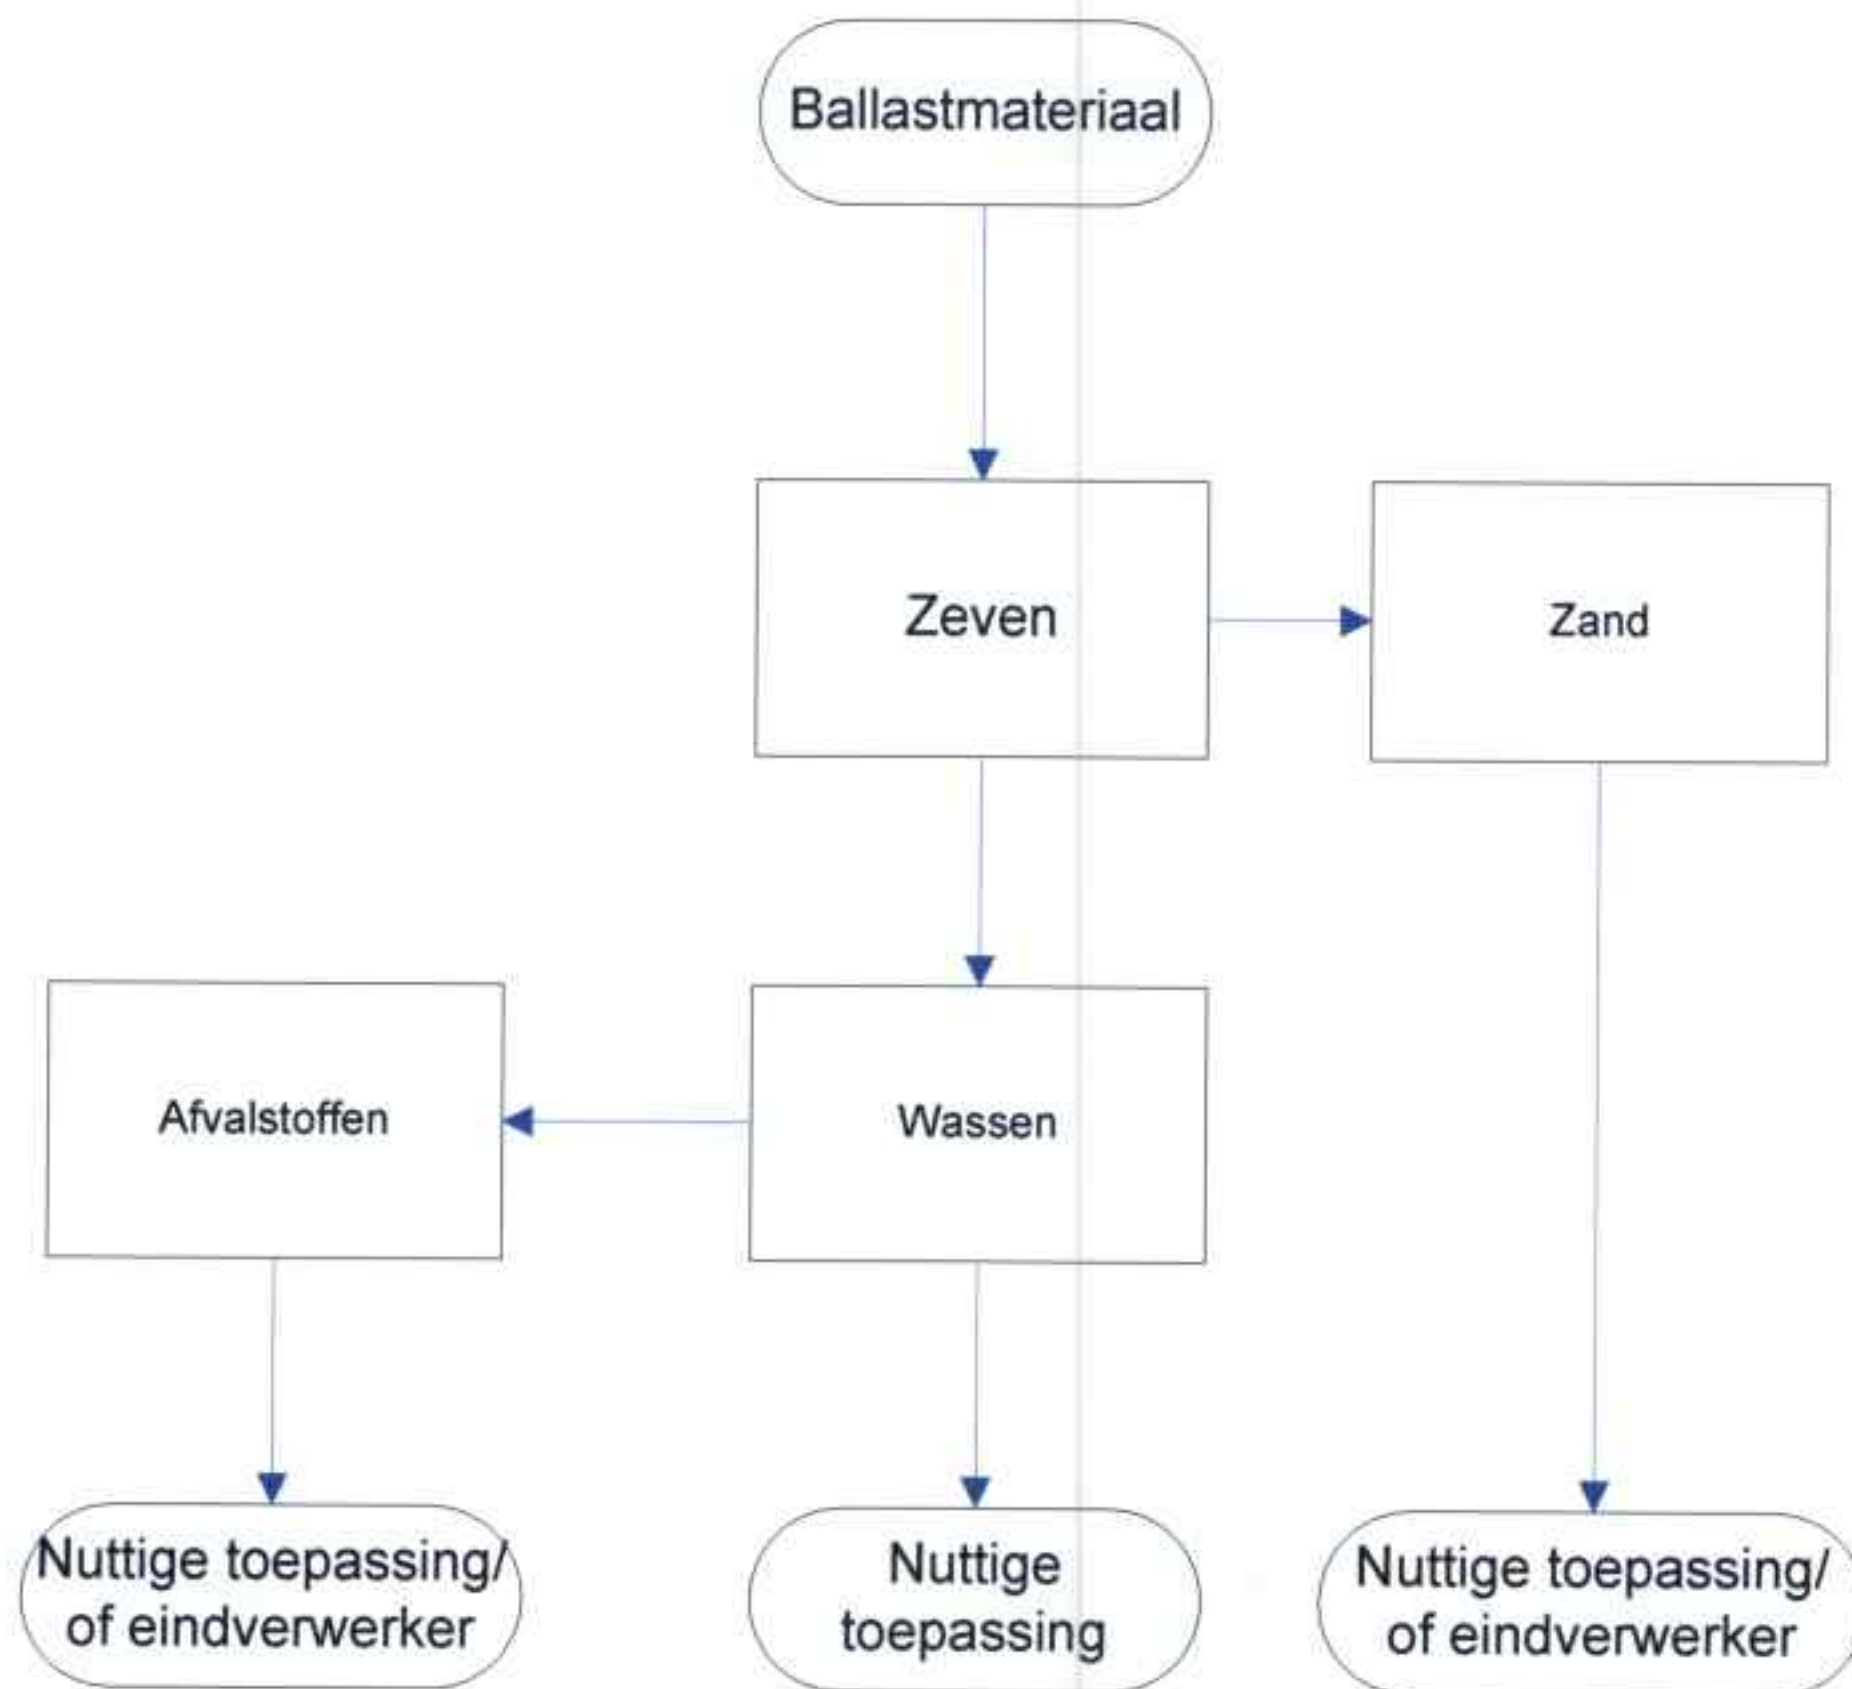 Ballastmateriaal
Zeven
Zand
Afvalstoffen
Wassen
Nuttige toepassing/
of eindverwerker
Nuttige
toepassing
Nuttige toepassing/
of eindverwerker